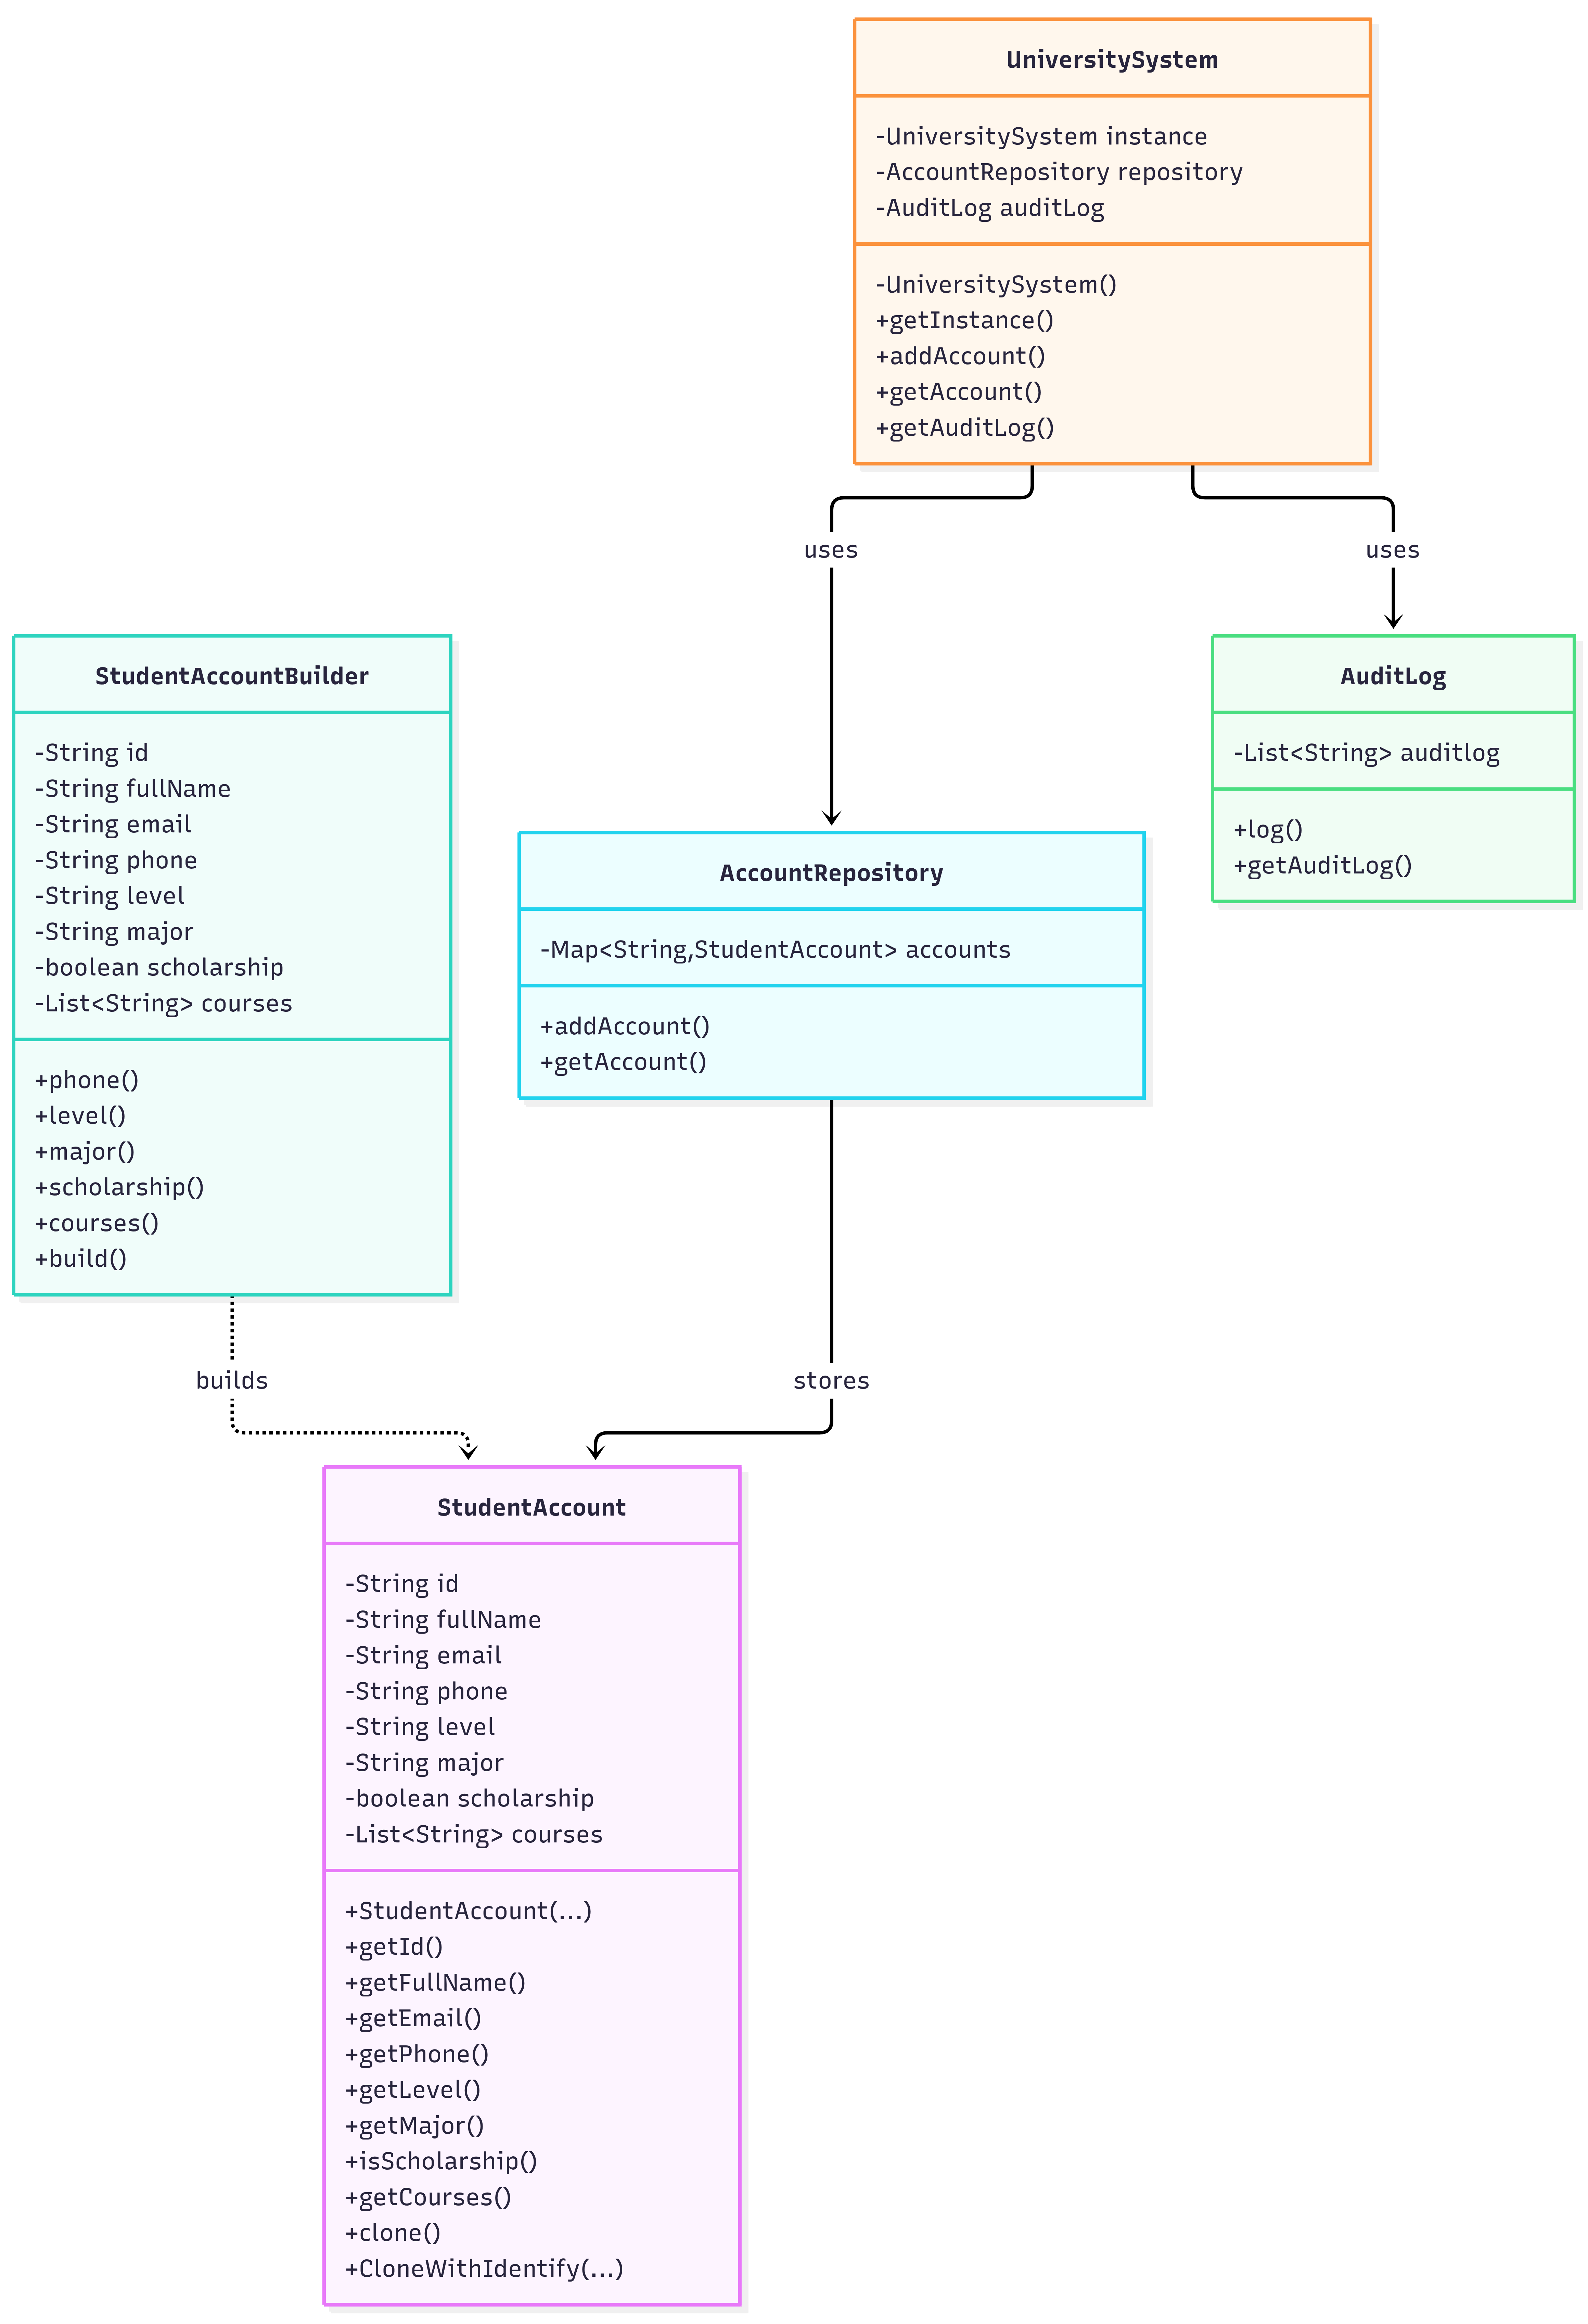 UniversitySystem
-UniversitySystem instance
-AccountRepository repository
-AuditLog auditLog
-UniversitySystem()
+getInstance()
+addAccount()
+getAccount()
+getAuditLog()
uses
uses
StudentAccountBuilder
-String id
-String fullName
-String email
-String phone
-String level
-String major
-boolean scholarship
-List<String> courses
+phone()
+level()
+major()
+scholarship()
+courses()
+build()
AccountRepository
-Map<String,StudentAccount> accounts
+addAccount()
+getAccount()
AuditLog
-List<String> auditlog
+log()
+getAuditLog()
builds
stores
StudentAccount
-String id
-String fullName
-String email
-String phone
-String level
-String major
-boolean scholarship
-List<String> courses
+StudentAccount(...)
+getId()
+getFullName()
+getEmail()
+getPhone()
+getLevel()
+getMajor()
+isScholarship()
+getCourses()
+clone()
+CloneWithIdentify(...)